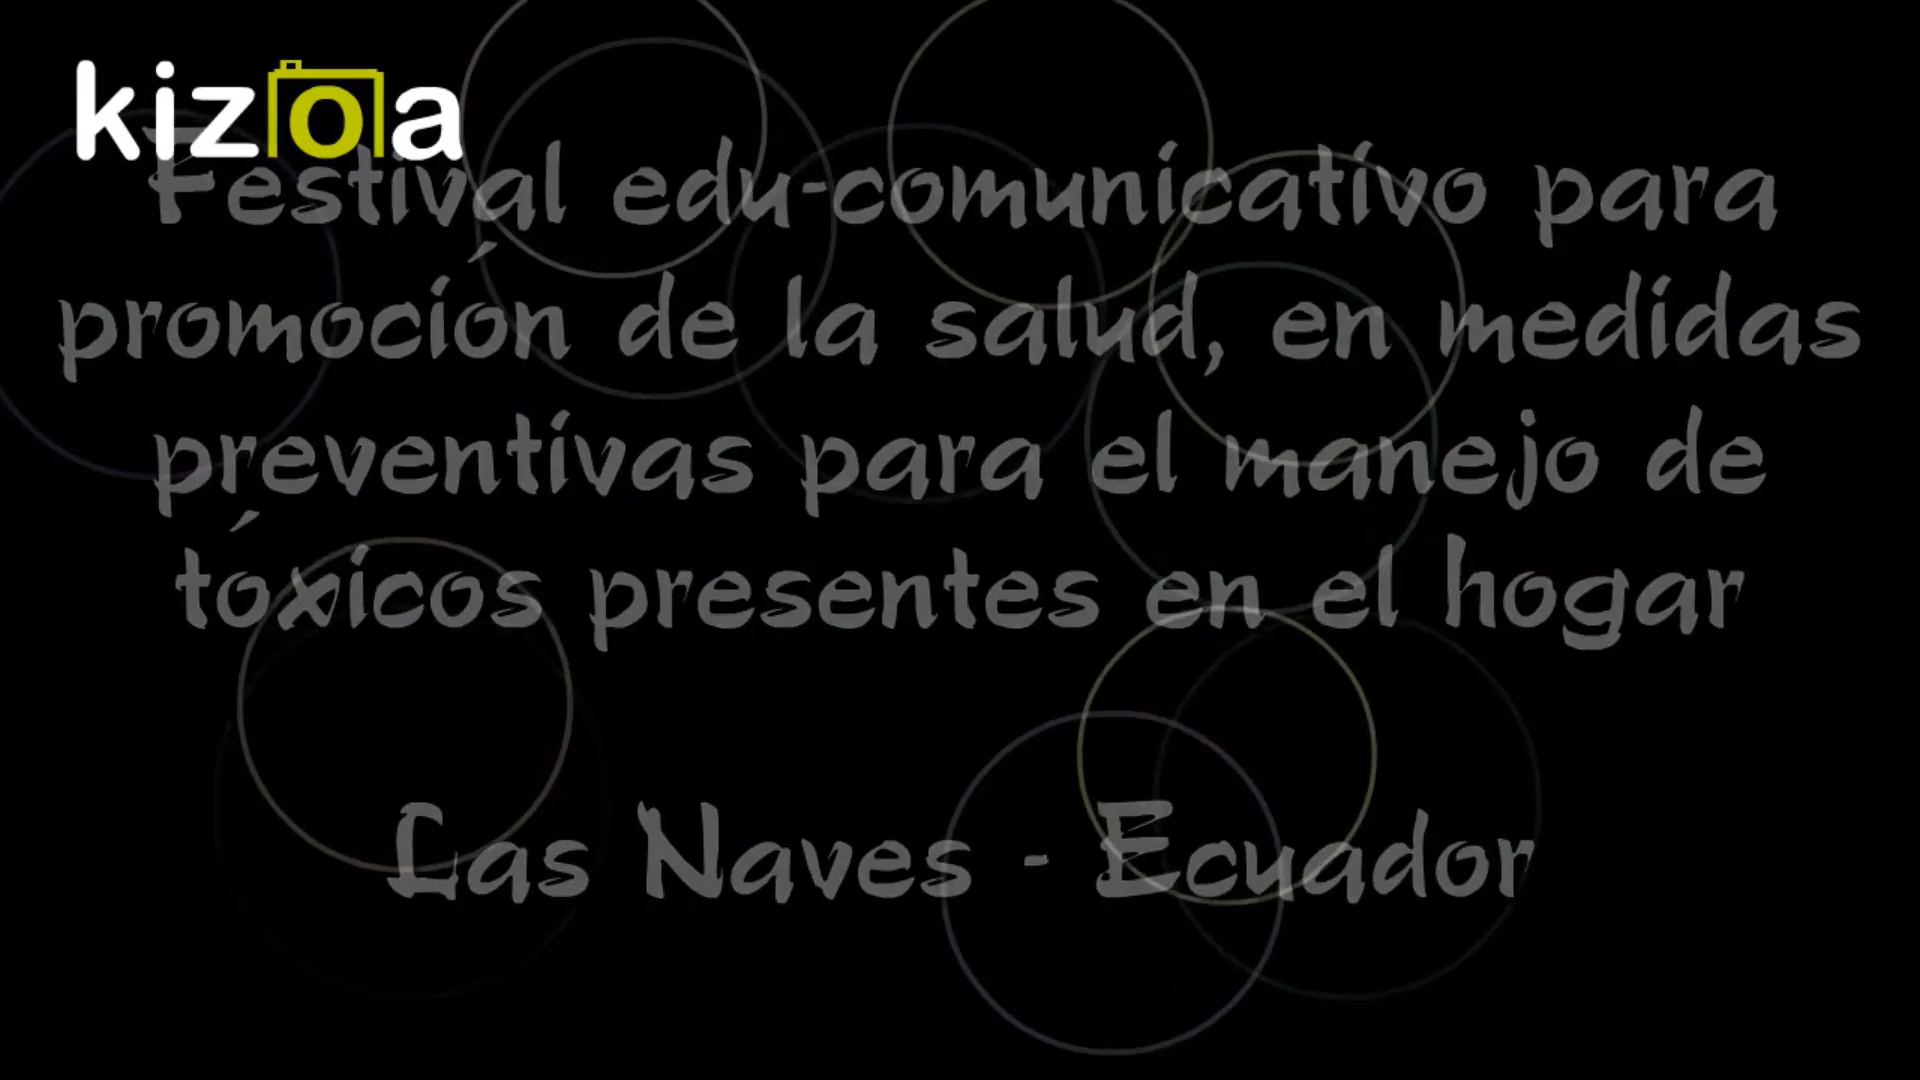 kizoa
Festival edu-comunicativo para
promoción de la salud, en medidas
preventivas para el manejo de
tóxicos presentes en el hogar
Las Naves - Ecuador